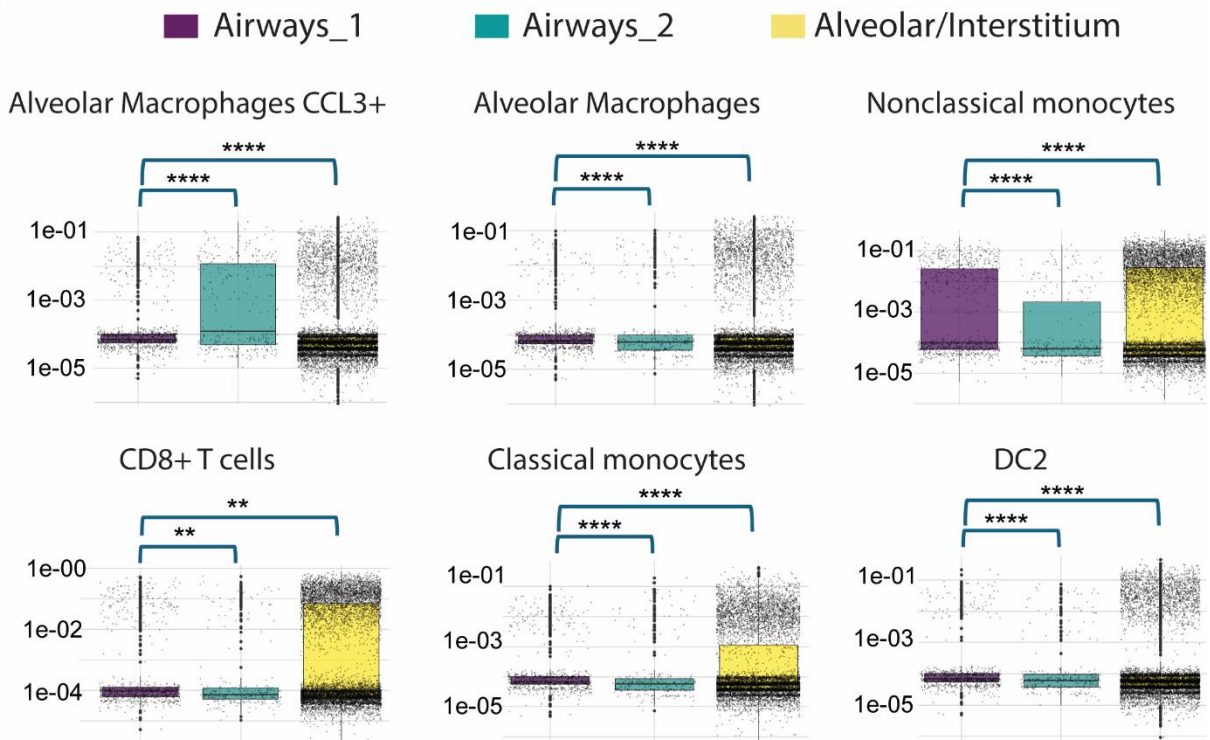 Airways_1 Airways_2 Alveolar/Interstitium
Alveolar Macrophages CCL3+ Alveolar Macrophages Nonclassical monocytes
**** **** ****
**** **** ****
1e-01 1e-01 1e-01
1e-03 1e-03 1e-03
1e-05 1e-05 1e-05
CD8+ T cells Classical monocytes DC2
** **** ****
** **** ****
1e-00 1e-01 1e-01
1e-02 1e-03 1e-03
1e-04 1e-05 1e-05